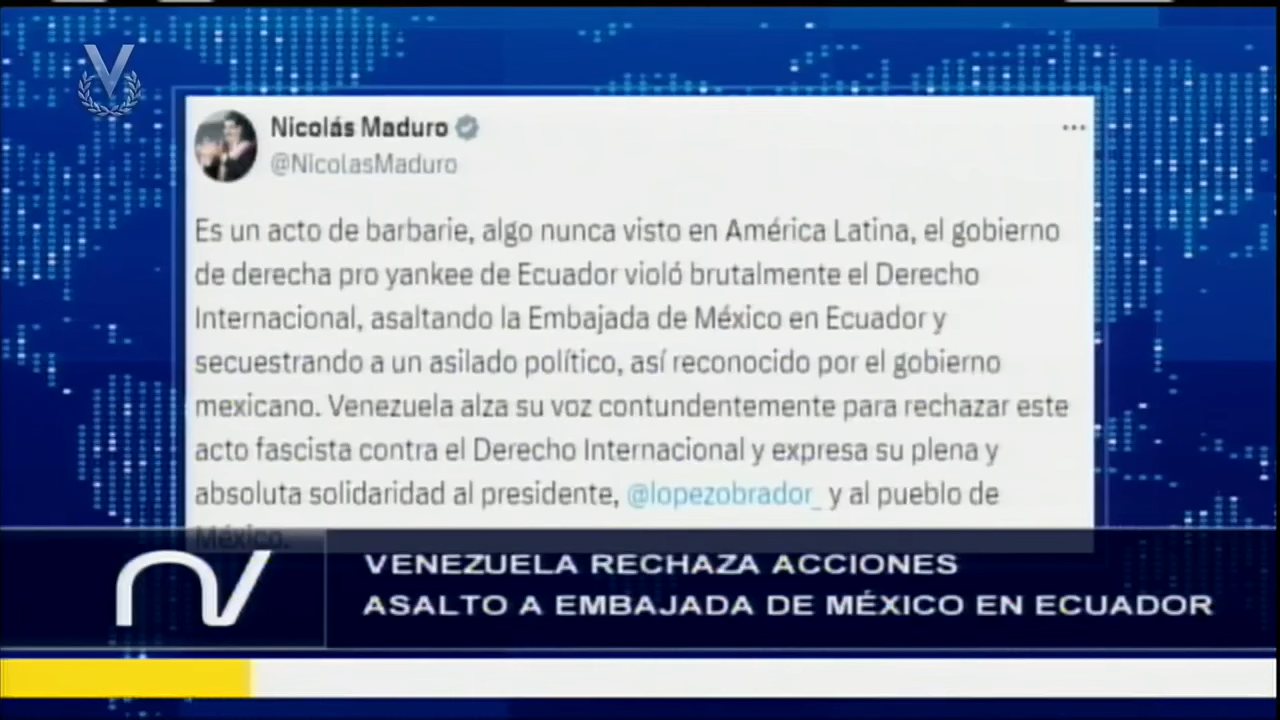 V
Nicolás Maduro
@NicolasMaduro
Es un acto de barbarie, algo nunca visto en América Latina, el gobierno
de derecha pro yankee de Ecuador violó brutalmente el Derecho
Internacional, asaltando la Embajada de México en Ecuador y
secuestrando a un asilado político, así reconocido por el gobierno
mexicano. Venezuela alza su voz contundentemente para rechazar este
acto fascista contra el Derecho Internacional y expresa su plena y
absoluta solidaridad al presidente, @lopezobrador_ y al pueblo de
México.
NV
VENEZUELA RECHAZA ACCIONES
ASALTO A EMBAJADA DE MÉXICO EN ECUADOR